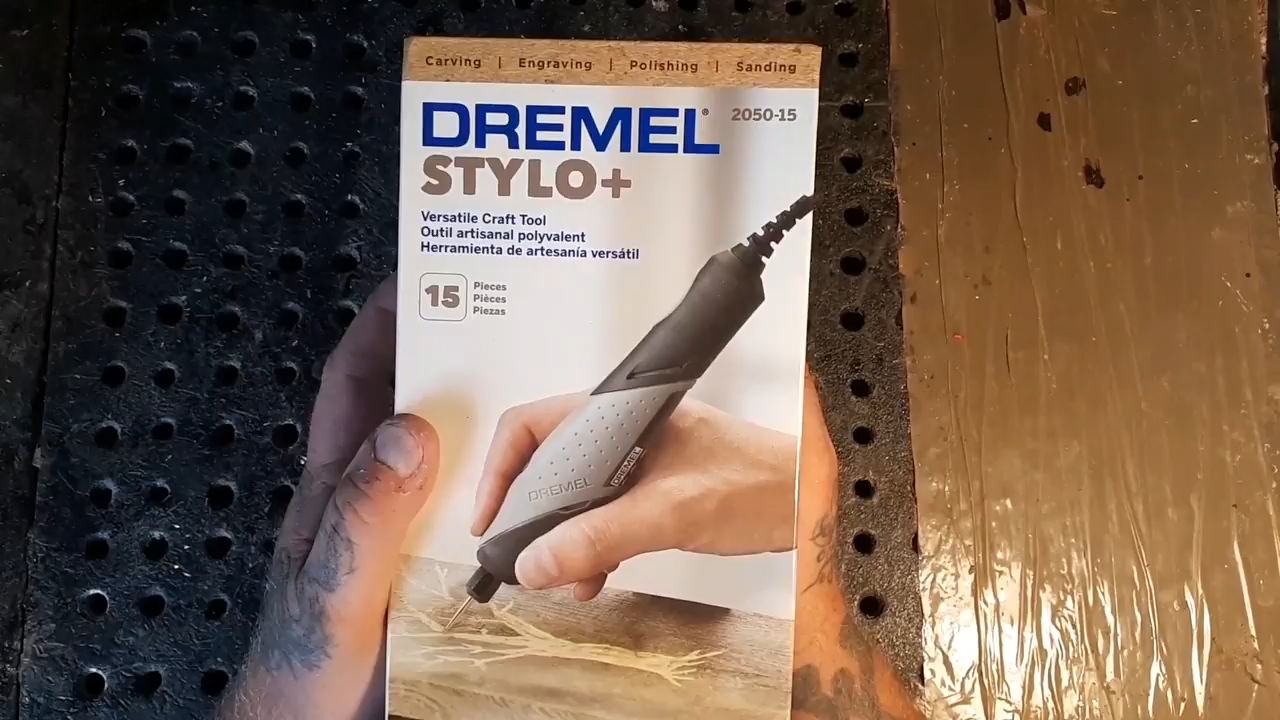 Carving | Engraving | Polishing | Sanding
DREMEL® 2050-15
STYLO+
Versatile Craft Tool
Outil artisanal polyvalent
Herramienta de artesanía versátil
15
Pieces
Pièces
Piezas
DREMEL
DREMEL